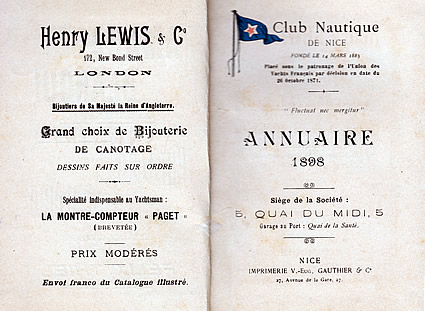 Henry LEWIS & Cº
172, New Bond Street
LONDON
Bijoutiers de Sa Majesté la Reine d'Angleterre.
Grand choix de Bijouterie
DE CANOTAGE
DESSINS FAITS SUR ORDRE
Spécialité indispensable au Yachtsman :
LA MONTRE-COMPTEUR « PAGET »
(BREVETÉE)
PRIX MODÉRÉS
Envoi franco du Catalogue illustré.
Club Nautique
DE NICE
FONDÉ LE 14 MARS 1883
Placé sous le patronage de l'Union des
Yachts Français par décision en date du
26 Octobre 1871.
" Fluctuat nec mergitur "
ANNUAIRE
1898
Siège de la Société :
5, QUAI DU MIDI, 5
Garage au Port : Quai de la Santé.
NICE
IMPRIMERIE V.-EUG. GAUTHIER & Cº
27, Avenue de la Gare, 27.